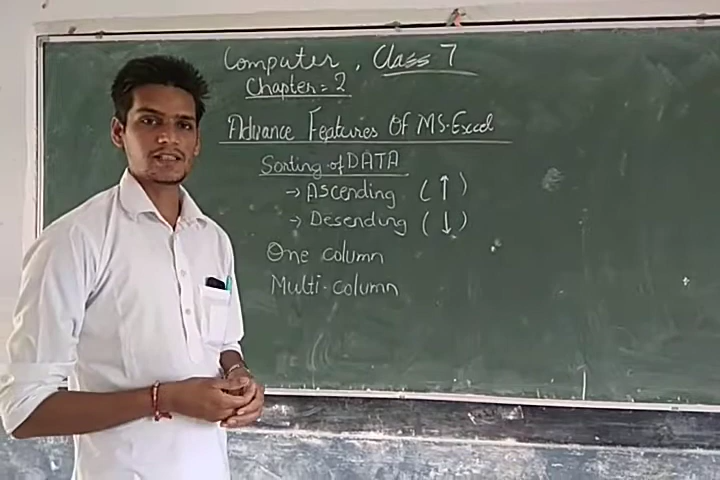 Computer, Class 7
Chapter = 2
Advance Features Of MS-Excel
Sorting of DATA
→ Ascending (↑)
→ Desending (↓)
One column
Multi-column